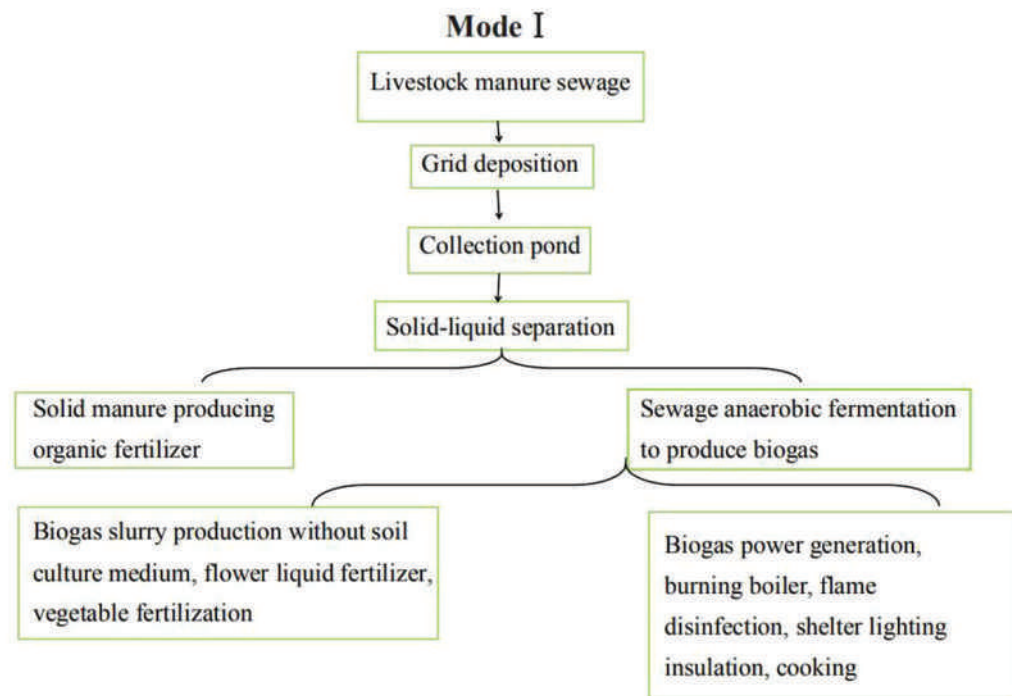 Mode I
Livestock manure sewage
Grid deposition
Collection pond
Solid-liquid separation
Solid manure producing
organic fertilizer
Sewage anaerobic fermentation
to produce biogas
Biogas slurry production without soil
culture medium, flower liquid fertilizer,
vegetable fertilization
Biogas power generation,
burning boiler, flame
disinfection, shelter lighting
insulation, cooking